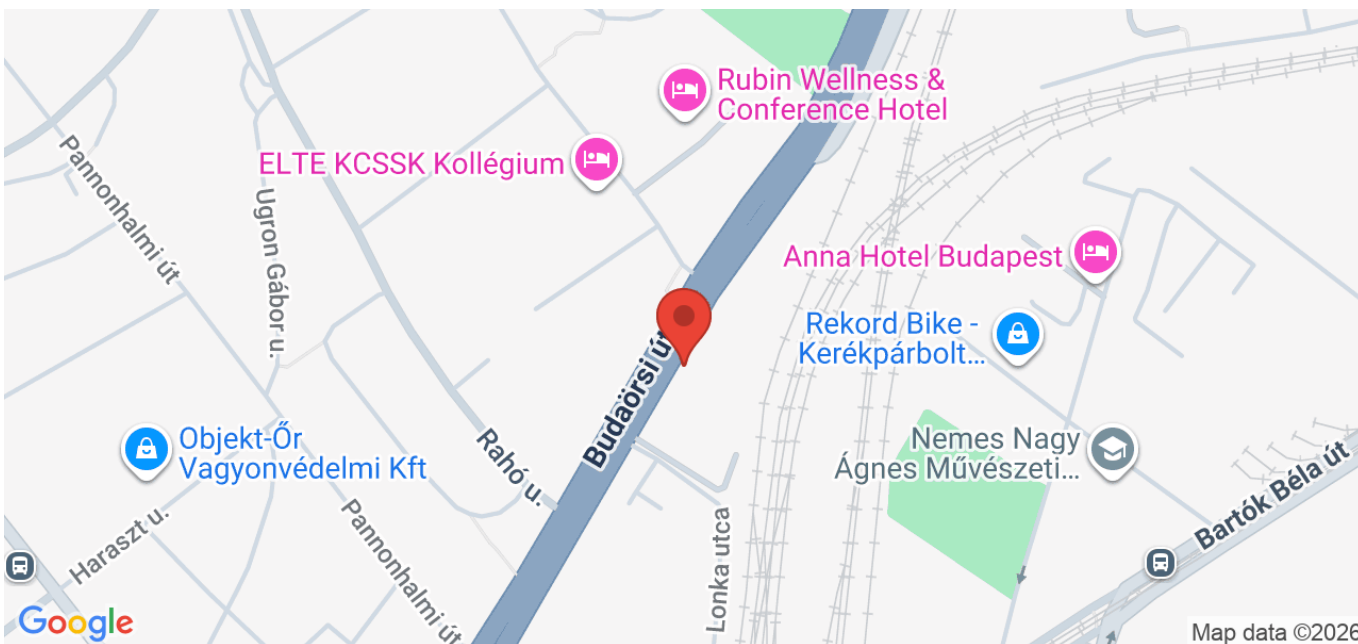 Rubin Wellness &
Conference Hotel
ELTE KCSSK Kollégium
Pannonhalmi út
Ugron Gábor u.
Anna Hotel Budapest
Rekord Bike -
Kerékpárbolt...
Budaörsi út
Objekt-Őr
Vagyonvédelmi Kft
Rahó u.
Nemes Nagy
Ágnes Művészeti...
Bartók Béla út
Haraszt u.
Pannonhalmi út
Lonka utca
Google
Map data ©2026